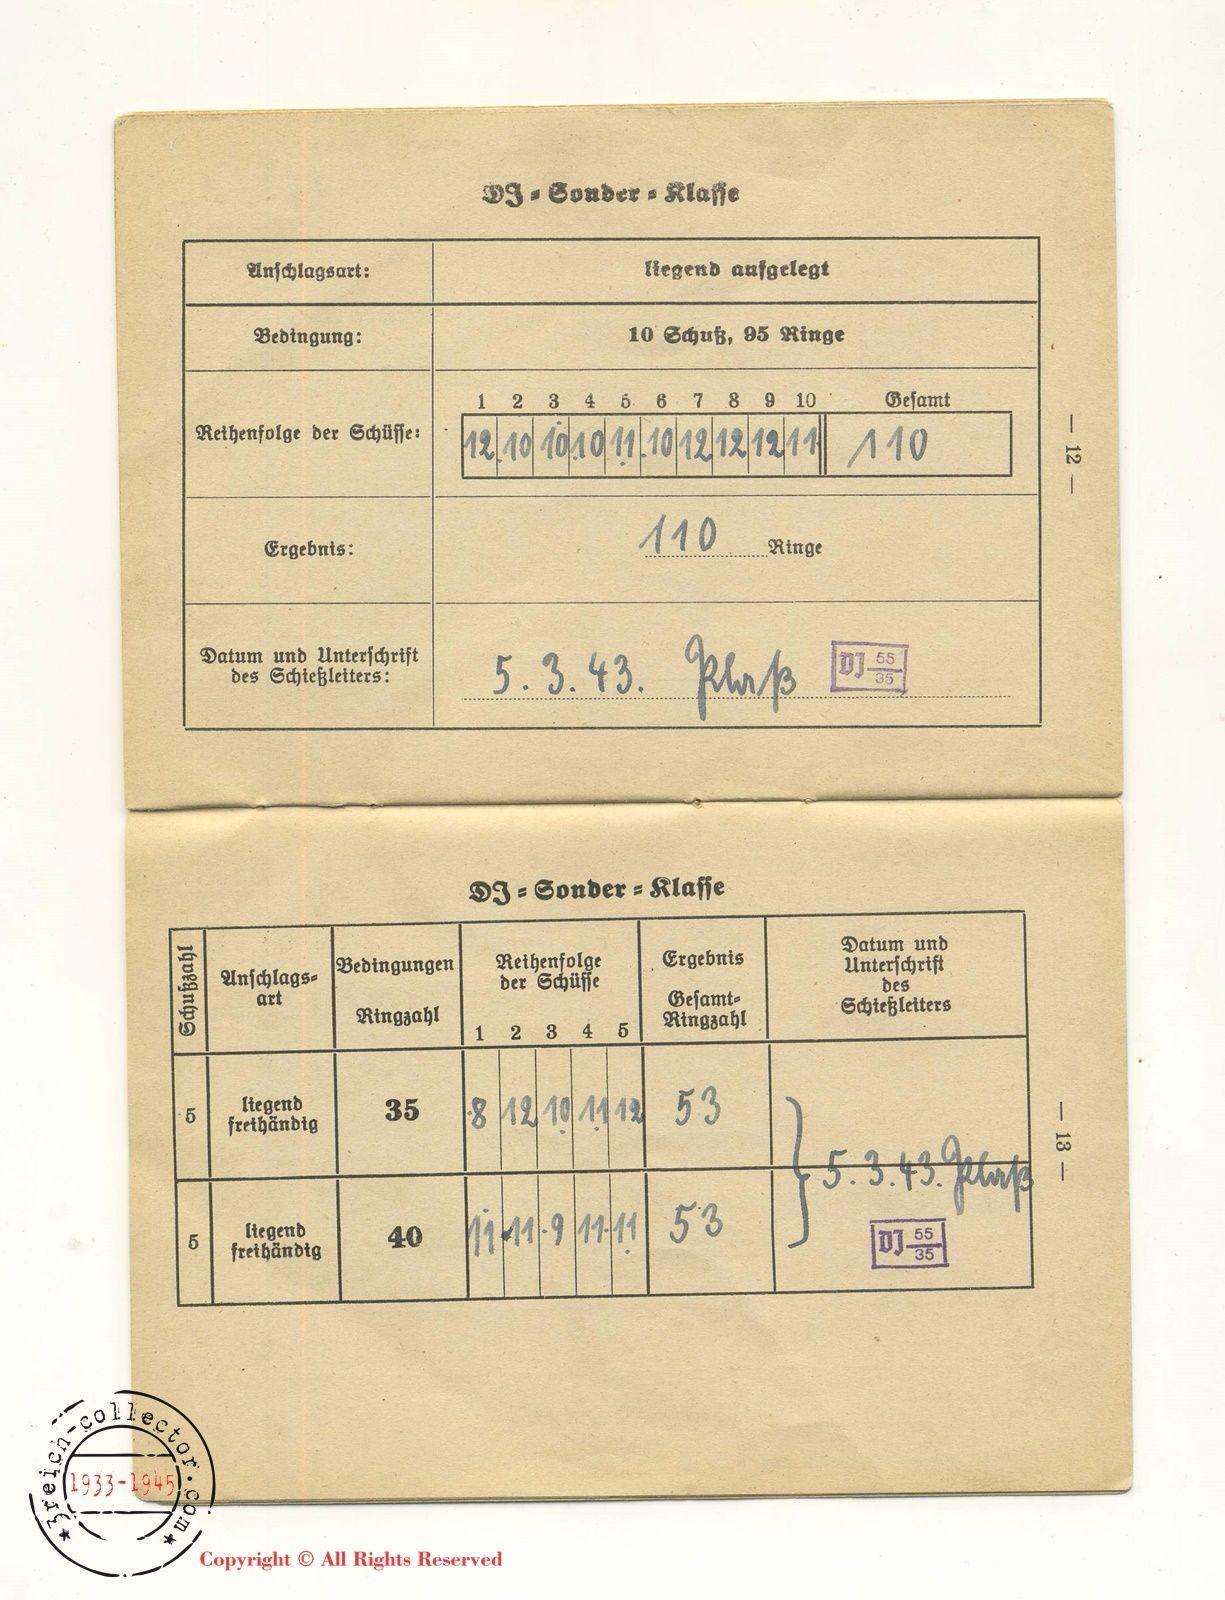 DJ = Sonder = Klasse
Anschlagsart: liegend aufgelegt
Bedingung: 10 Schuß, 95 Ringe
1 2 3 4 5 6 7 8 9 10 Gesamt
Reihenfolge der Schüsse: 12 10 10 10 11 10 12 12 12 11 110
Ergebnis: 110 Ringe
Datum und Unterschrift
des Schießleiters: 5.3.43. DJ 55/35
— 12 —
DJ = Sonder = Klasse
Schußzahl
Anschlags=
art
Bedingungen
Ringzahl
Reihenfolge
der Schüsse
1 2 3 4 5
Ergebnis
Gesamt=
Ringzahl
Datum und
Unterschrift
des
Schießleiters
5 liegend freihändig 35 8 12 10 11 12 53
5.3.43.
5 liegend freihändig 40 11 11 9 11 11 53
DJ 55/35
— 13 —
3reich-collector.com
1933-1945
Copyright © All Rights Reserved